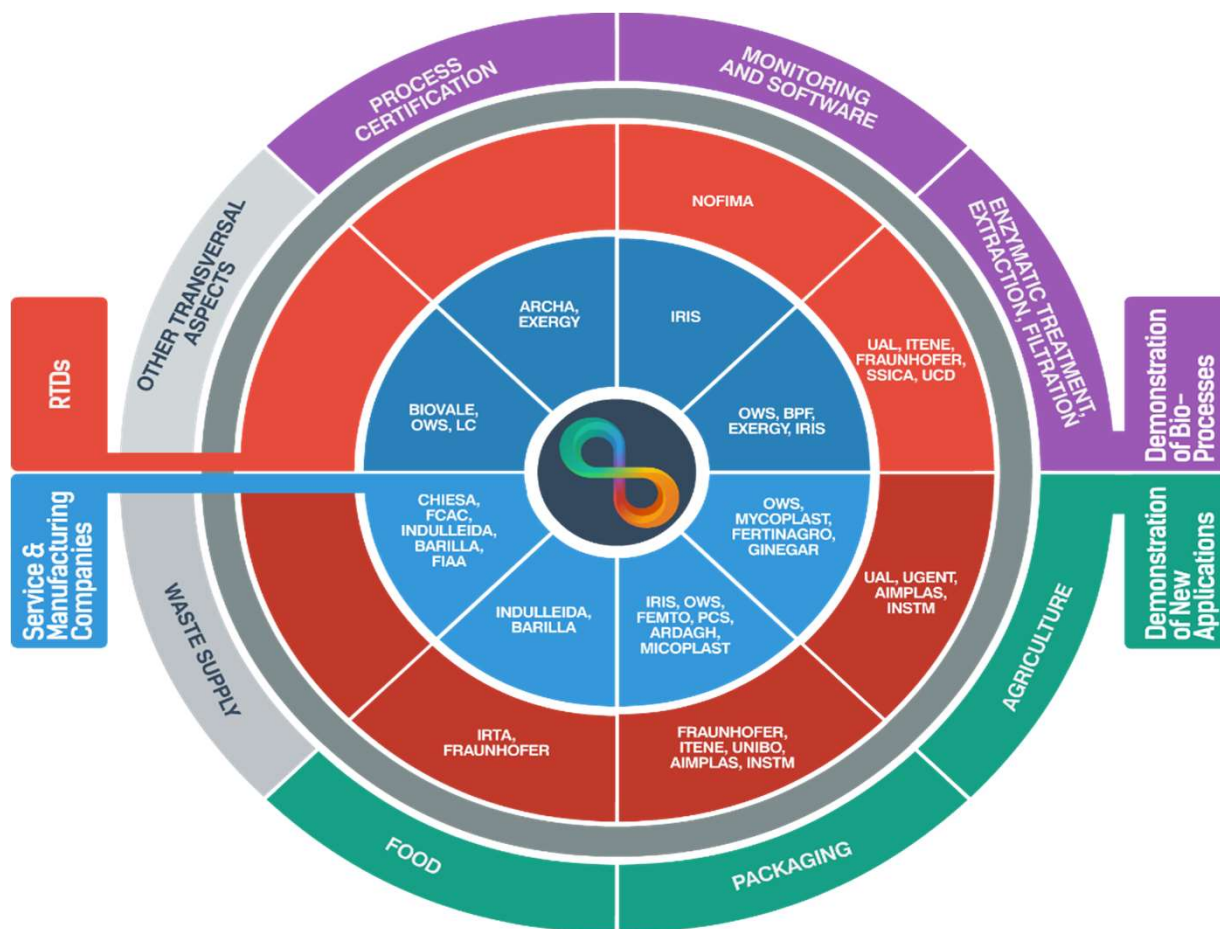 PROCESS
CERTIFICATION
MONITORING
AND SOFTWARE
ENZYMATIC TREATMENT,
EXTRACTION, FILTRATION
OTHER TRANSVERSAL
ASPECTS
NOFIMA
ARCHA,
EXERGY
IRIS
UAL, ITENE,
FRAUNHOFER,
SSICA, UCD
BIOVALE,
OWS, LC
OWS, BPF,
EXERGY, IRIS
RTDs
Demonstration
of Bio-
Processes
Service &
Manufacturing
Companies
CHIESA,
FCAC,
INDULLEIDA,
BARILLA,
FIAA
OWS,
MYCOPLAST,
FERTINAGRO,
GINEGAR
Demonstration
of New
Applications
UAL, UGENT,
AIMPLAS,
INSTM
INDULLEIDA,
BARILLA
IRIS, OWS,
FEMTO, PCS,
ARDAGH,
MICOPLAST
WASTE SUPPLY
AGRICULTURE
IRTA,
FRAUNHOFER
FRAUNHOFER,
ITENE, UNIBO,
AIMPLAS, INSTM
FOOD
PACKAGING